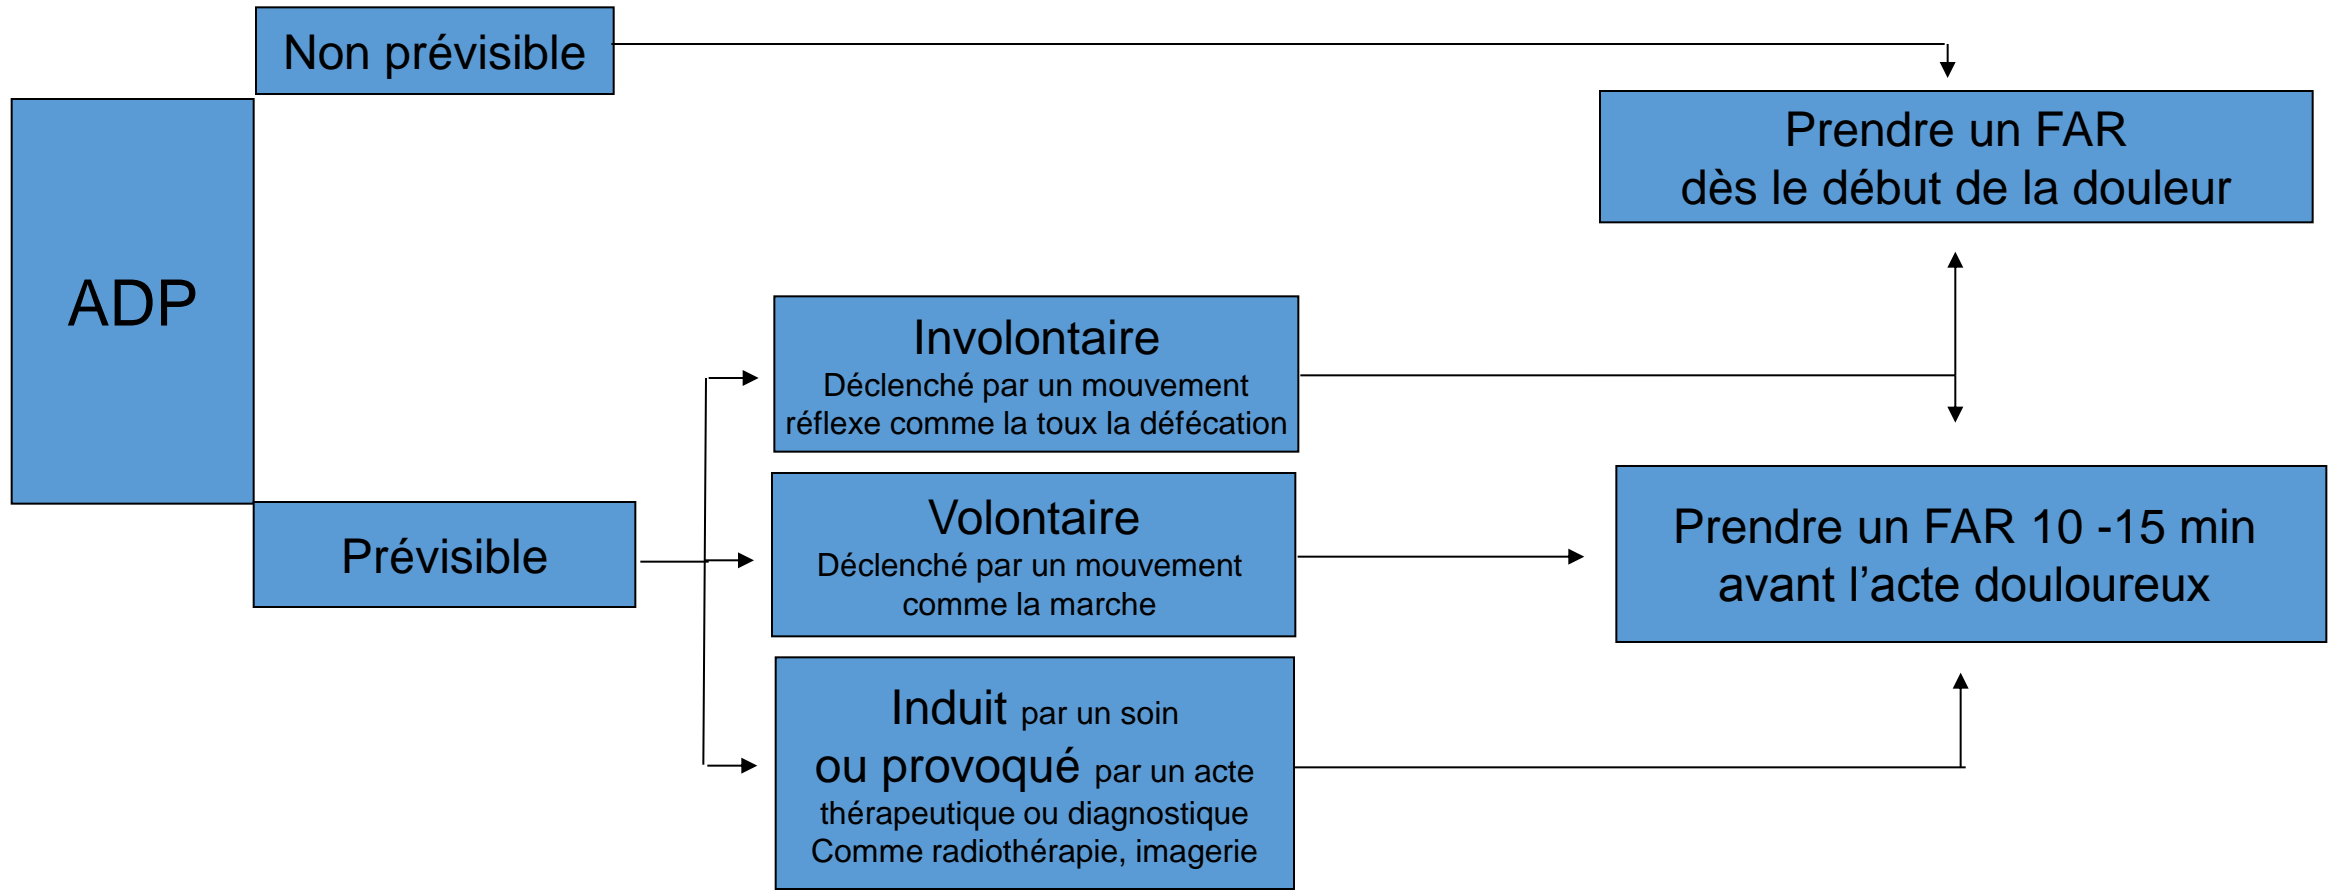 Non prévisible
Prendre un FAR
dès le début de la douleur
ADP
Involontaire
Déclenché par un mouvement
réflexe comme la toux la défécation
Volontaire
Déclenché par un mouvement
comme la marche
Prévisible
Prendre un FAR 10 -15 min
avant l’acte douloureux
Induit par un soin
ou provoqué par un acte
thérapeutique ou diagnostique
Comme radiothérapie, imagerie